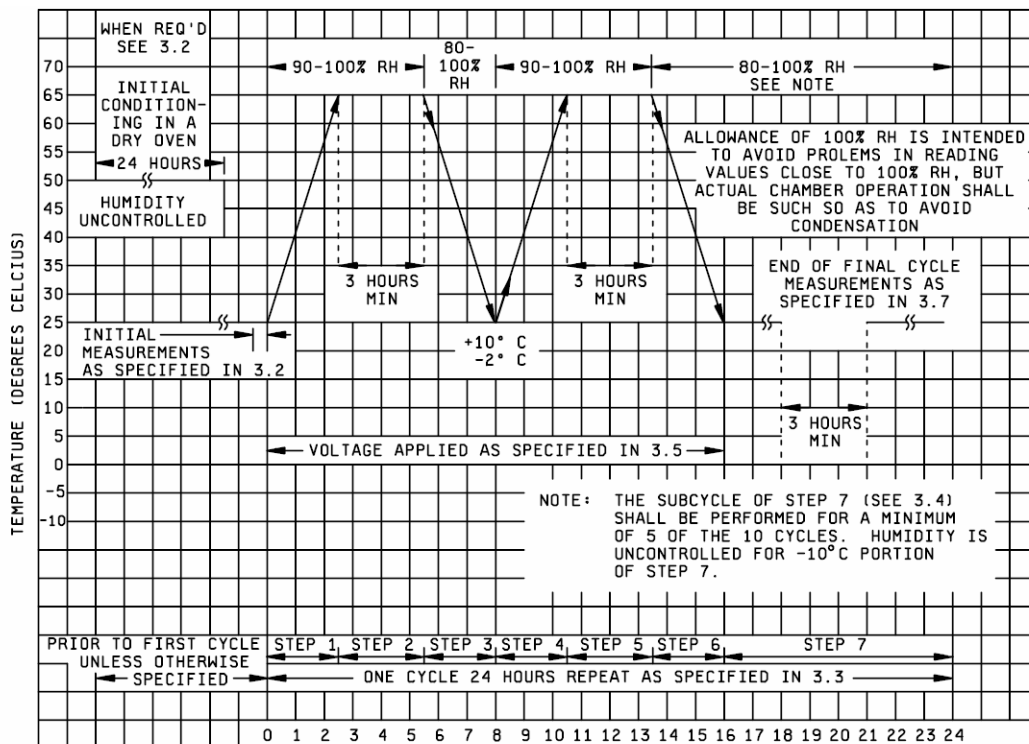 WHEN REQ'D
SEE 3.2
INITIAL
CONDITION-
ING IN A
DRY OVEN
24 HOURS
HUMIDITY
UNCONTROLLED
90-100% RH
80-
100%
RH
90-100% RH
80-100% RH
SEE NOTE
ALLOWANCE OF 100% RH IS INTENDED
TO AVOID PROLEMS IN READING
VALUES CLOSE TO 100% RH, BUT
ACTUAL CHAMBER OPERATION SHALL
BE SUCH SO AS TO AVOID
CONDENSATION
3 HOURS
MIN
3 HOURS
MIN
END OF FINAL CYCLE
MEASUREMENTS AS
SPECIFIED IN 3.7
INITIAL
MEASUREMENTS
AS SPECIFIED IN 3.2
+10° C
-2° C
3 HOURS
MIN
VOLTAGE APPLIED AS SPECIFIED IN 3.5
NOTE: THE SUBCYCLE OF STEP 7 (SEE 3.4)
SHALL BE PERFORMED FOR A MINIMUM
OF 5 OF THE 10 CYCLES. HUMIDITY IS
UNCONTROLLED FOR -10°C PORTION
OF STEP 7.
TEMPERATURE (DEGREES CELCIUS)
70
65
60
55
50
45
40
35
30
25
20
15
10
5
0
-5
-10
PRIOR TO FIRST CYCLE
UNLESS OTHERWISE
SPECIFIED
STEP 1 STEP 2 STEP 3 STEP 4 STEP 5 STEP 6 STEP 7
ONE CYCLE 24 HOURS REPEAT AS SPECIFIED IN 3.3
0 1 2 3 4 5 6 7 8 9 10 11 12 13 14 15 16 17 18 19 20 21 22 23 24